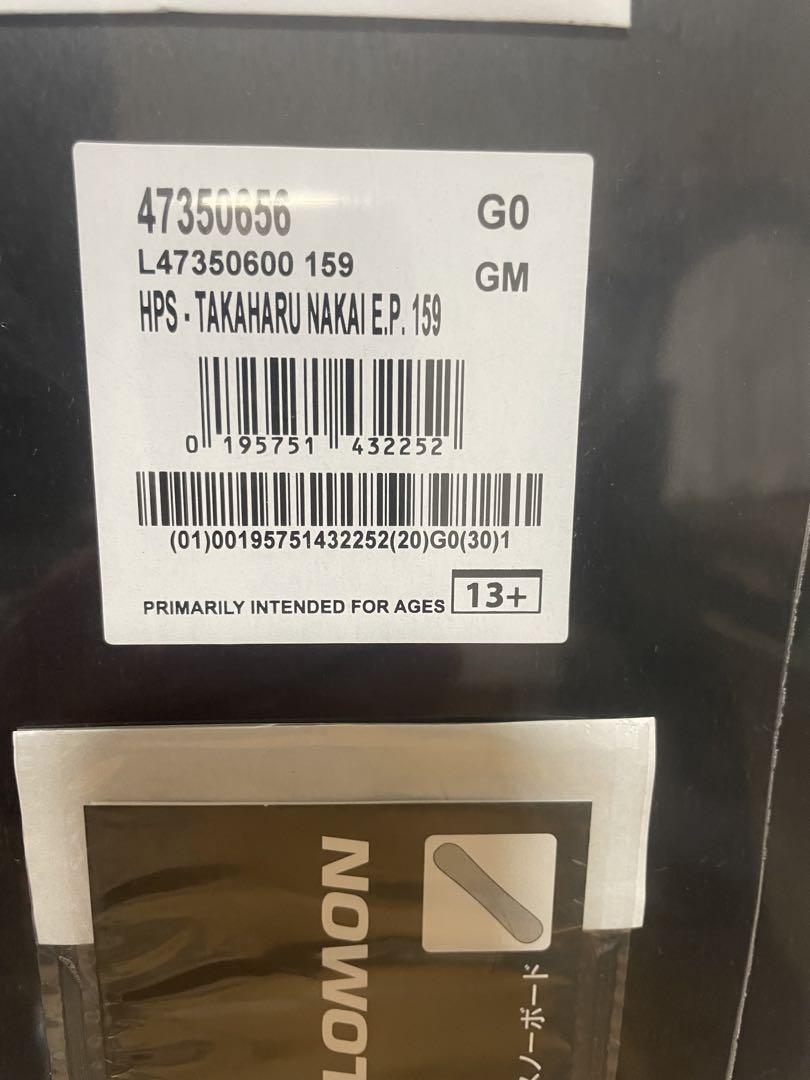 47350656
G0
L47350600 159
GM
HPS - TAKAHARU NAKAI E.P. 159
0 195751 432252
(01)00195751432252(20)G0(30)1
PRIMARILY INTENDED FOR AGES 13+
LOMON
スノーボード